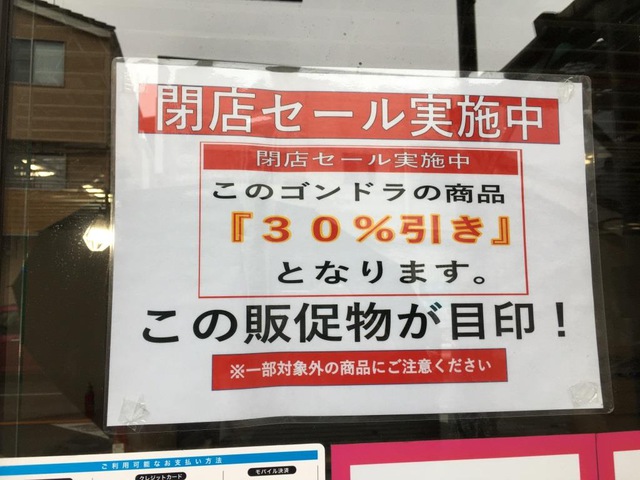 閉店セール実施中
閉店セール実施中
このゴンドラの商品
『３０％引き』
となります。
この販促物が目印！
※一部対象外の商品にご注意ください
ご利用可能なお支払い方法
クレジットカード
モバイル決済